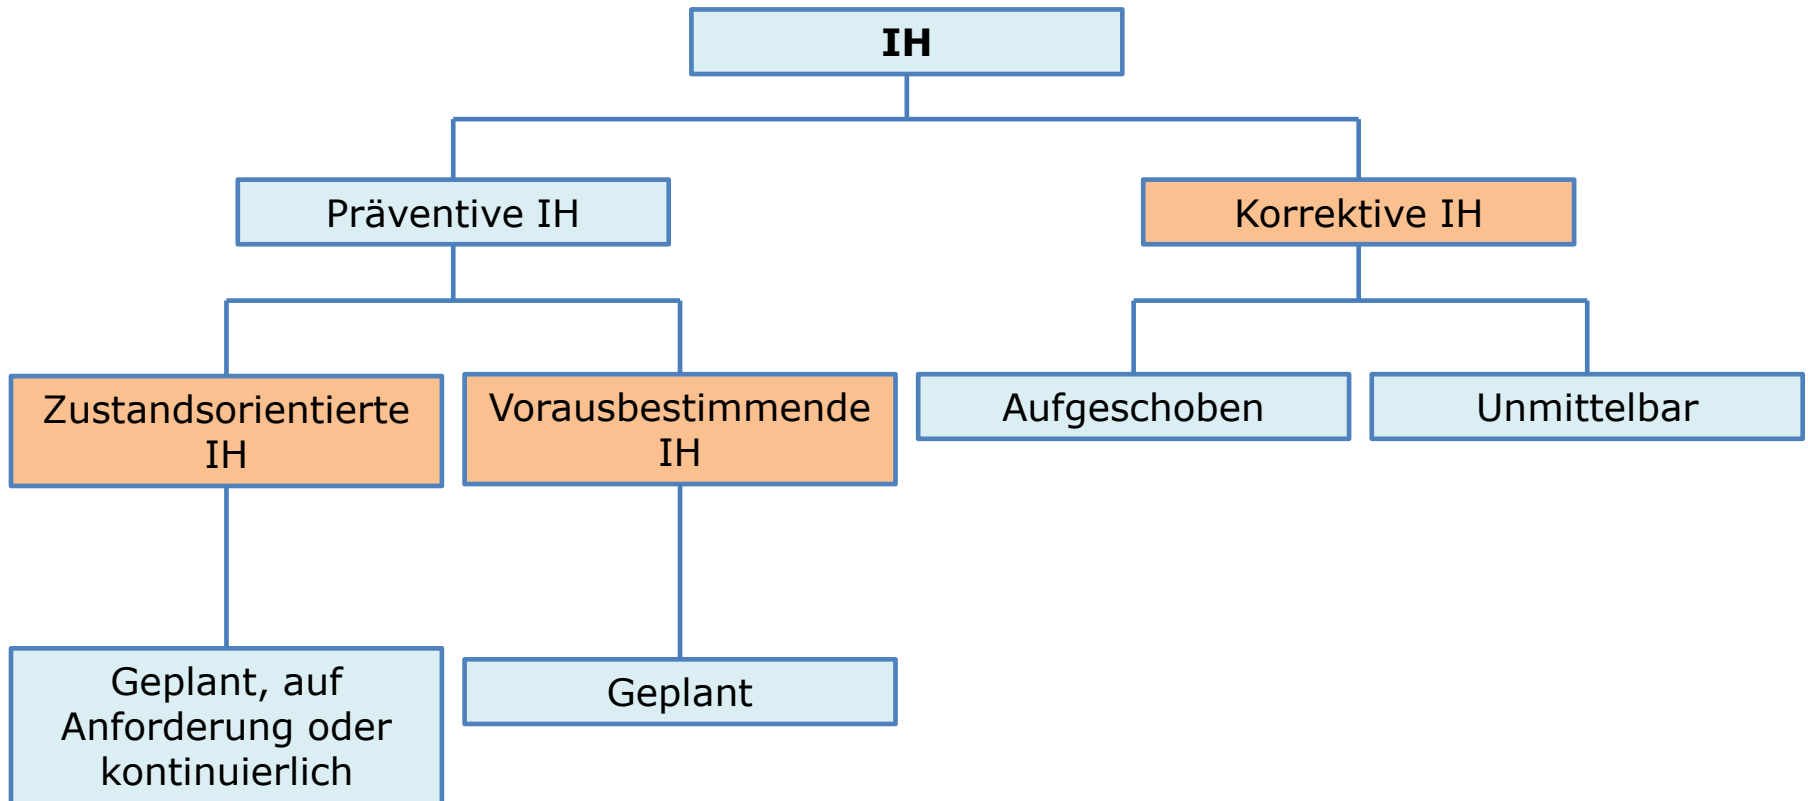 IH
Präventive IH
Korrektive IH
Zustandsorientierte
IH
Vorausbestimmende
IH
Aufgeschoben
Unmittelbar
Geplant, auf
Anforderung oder
kontinuierlich
Geplant